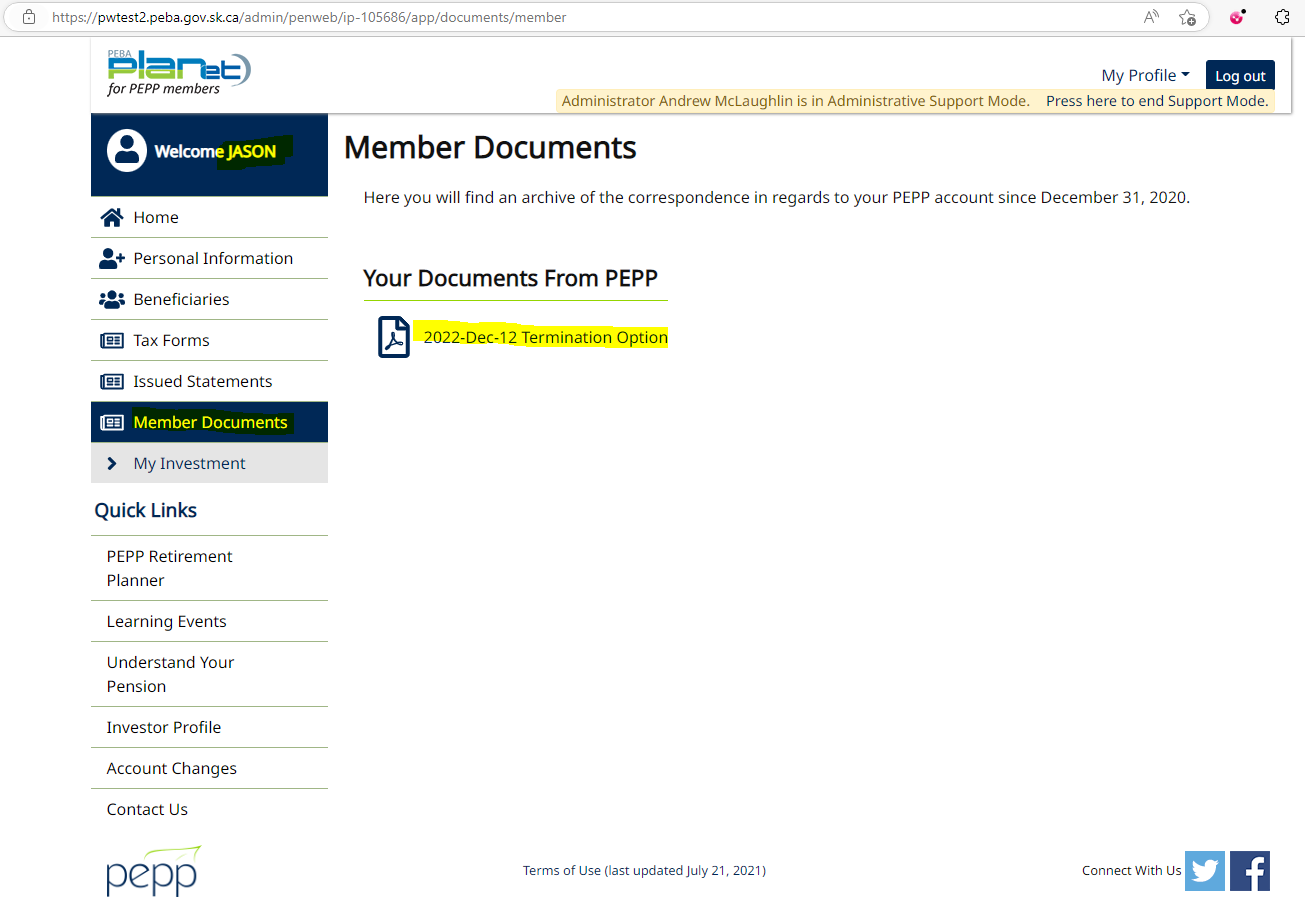 https://pwtest2.peba.gov.sk.ca/admin/penweb/ip-105686/app/documents/member
PEBA
planet
for PEPP members
My Profile
Log out
Administrator Andrew McLaughlin is in Administrative Support Mode. Press here to end Support Mode.
Welcome JASON
Member Documents
Here you will find an archive of the correspondence in regards to your PEPP account since December 31, 2020.
Home
Personal Information
Beneficiaries
Tax Forms
Issued Statements
Member Documents
My Investment
Your Documents From PEPP
2022-Dec-12 Termination Option
Quick Links
PEPP Retirement
Planner
Learning Events
Understand Your
Pension
Investor Profile
Account Changes
Contact Us
pepp
Terms of Use (last updated July 21, 2021)
Connect With Us